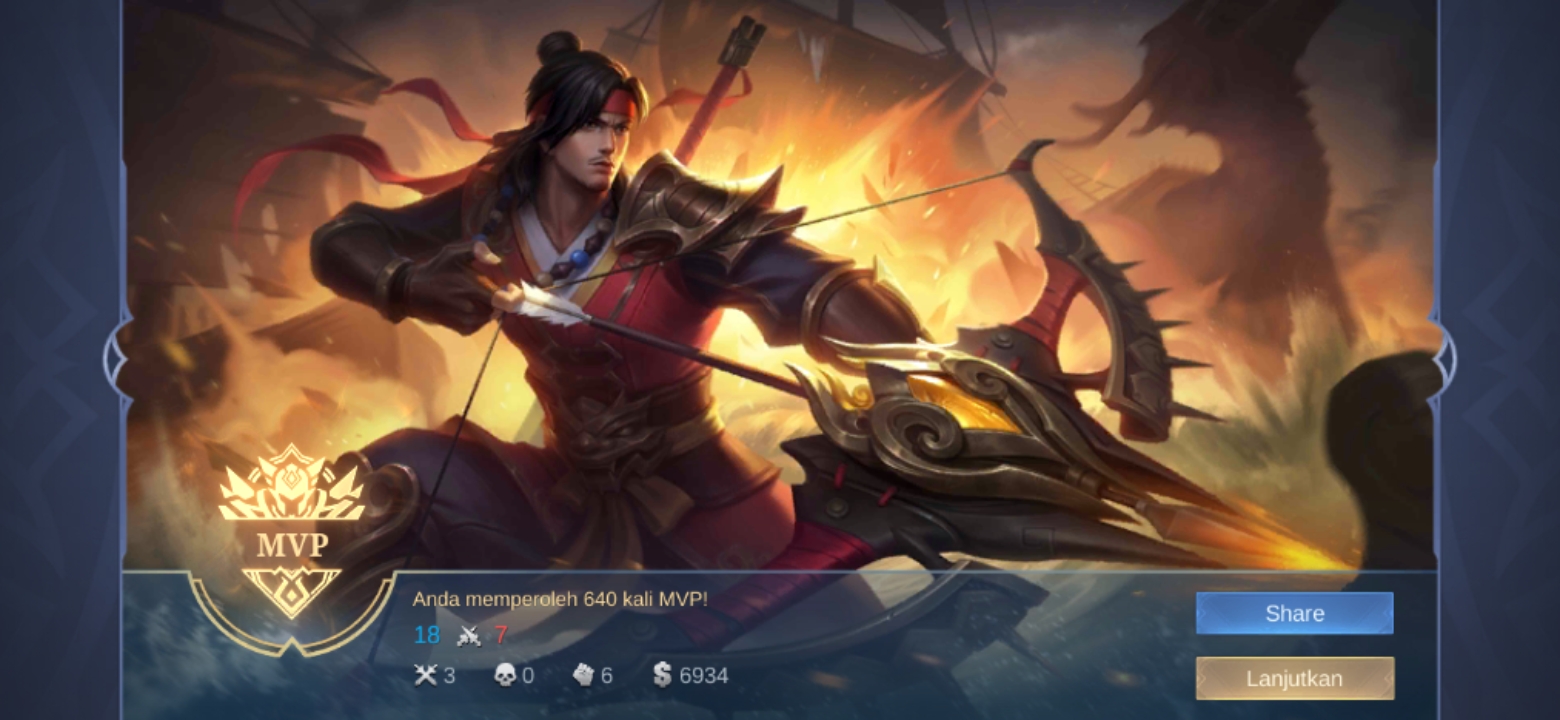 MVP
Anda memperoleh 640 kali MVP!
18 7
3 0 6 $ 6934
Share
Lanjutkan